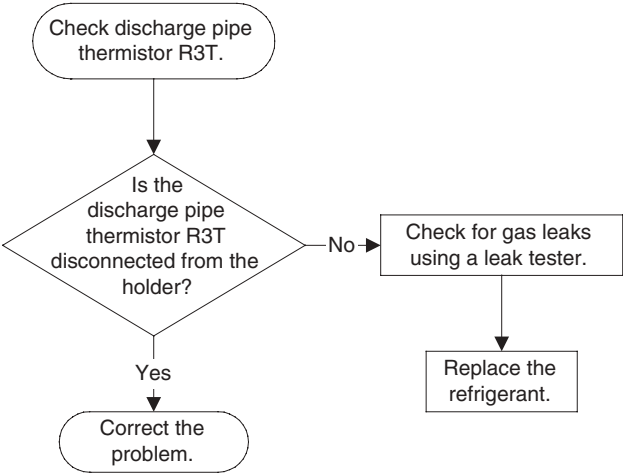 Check discharge pipe
thermistor R3T.
Is the
discharge pipe
thermistor R3T
disconnected from the
holder?
No
Check for gas leaks
using a leak tester.
Replace the
refrigerant.
Yes
Correct the
problem.